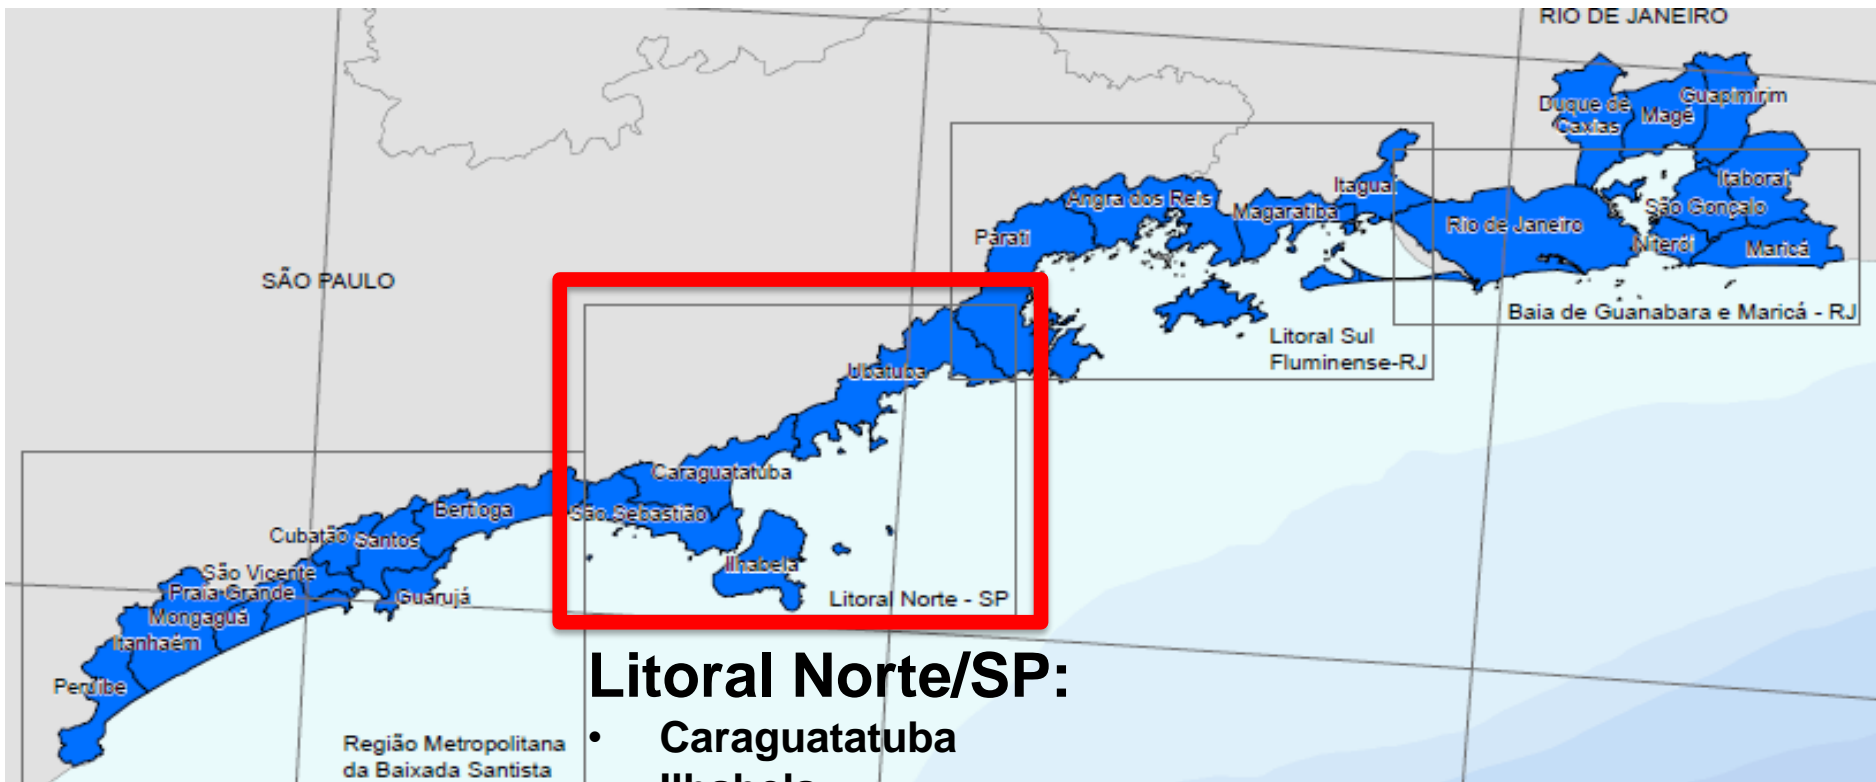 RIO DE JANEIRO
Duque de
Caxias
Magé
Guapimirim
Itaboraí
São Gonçalo
Niterói
Maricá
Rio de Janeiro
Itaguaí
Magaratiba
Angra dos Reis
Parati
Baia de Guanabara e Maricá - RJ
Litoral Sul
Fluminense-RJ
SÃO PAULO
Ubatuba
Caraguatatuba
São Sebastião
Ilhabela
Litoral Norte - SP
Bertioga
Cubatão
Santos
São Vicente
Praia Grande
Guarujá
Mongaguá
Itanhaém
Peruíbe
Região Metropolitana
da Baixada Santista
Litoral Norte/SP:
• Caraguatatuba
Ilhabela